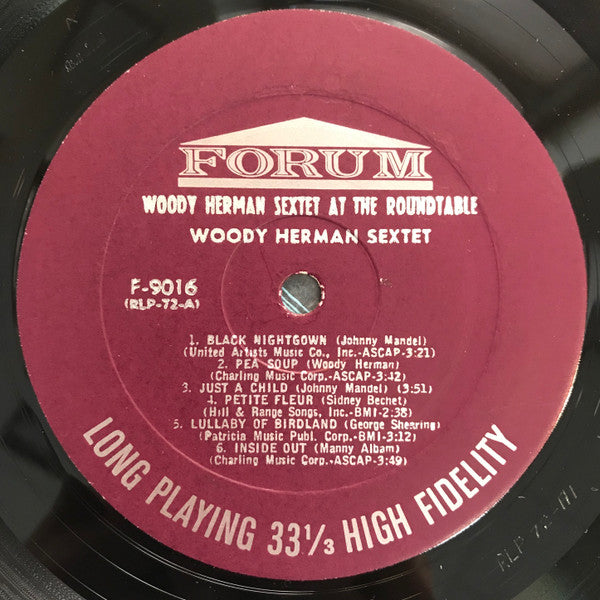 FORUM
WOODY HERMAN SEXTET AT THE ROUNDTABLE
WOODY HERMAN SEXTET
F-9016
(RLP-72-A)
1. BLACK NIGHTGOWN (Johnny Mandel)
(United Artists Music Co., Inc.-ASCAP-3:21)
2. PEA SOUP (Woody Herman)
(Charling Music Corp.-ASCAP-3:42)
3. JUST A CHILD (Johnny Mandel) (3:51)
4. PETITE FLEUR (Sidney Bechet)
(Hill & Range Songs, Inc.-BMI-2:38)
5. LULLABY OF BIRDLAND (George Shearing)
(Patricia Music Publ. Corp.-BMI-3:12)
6. INSIDE OUT (Manny Albam)
(Charling Music Corp.-ASCAP-3:49)
LONG PLAYING 33 1/3 HIGH FIDELITY